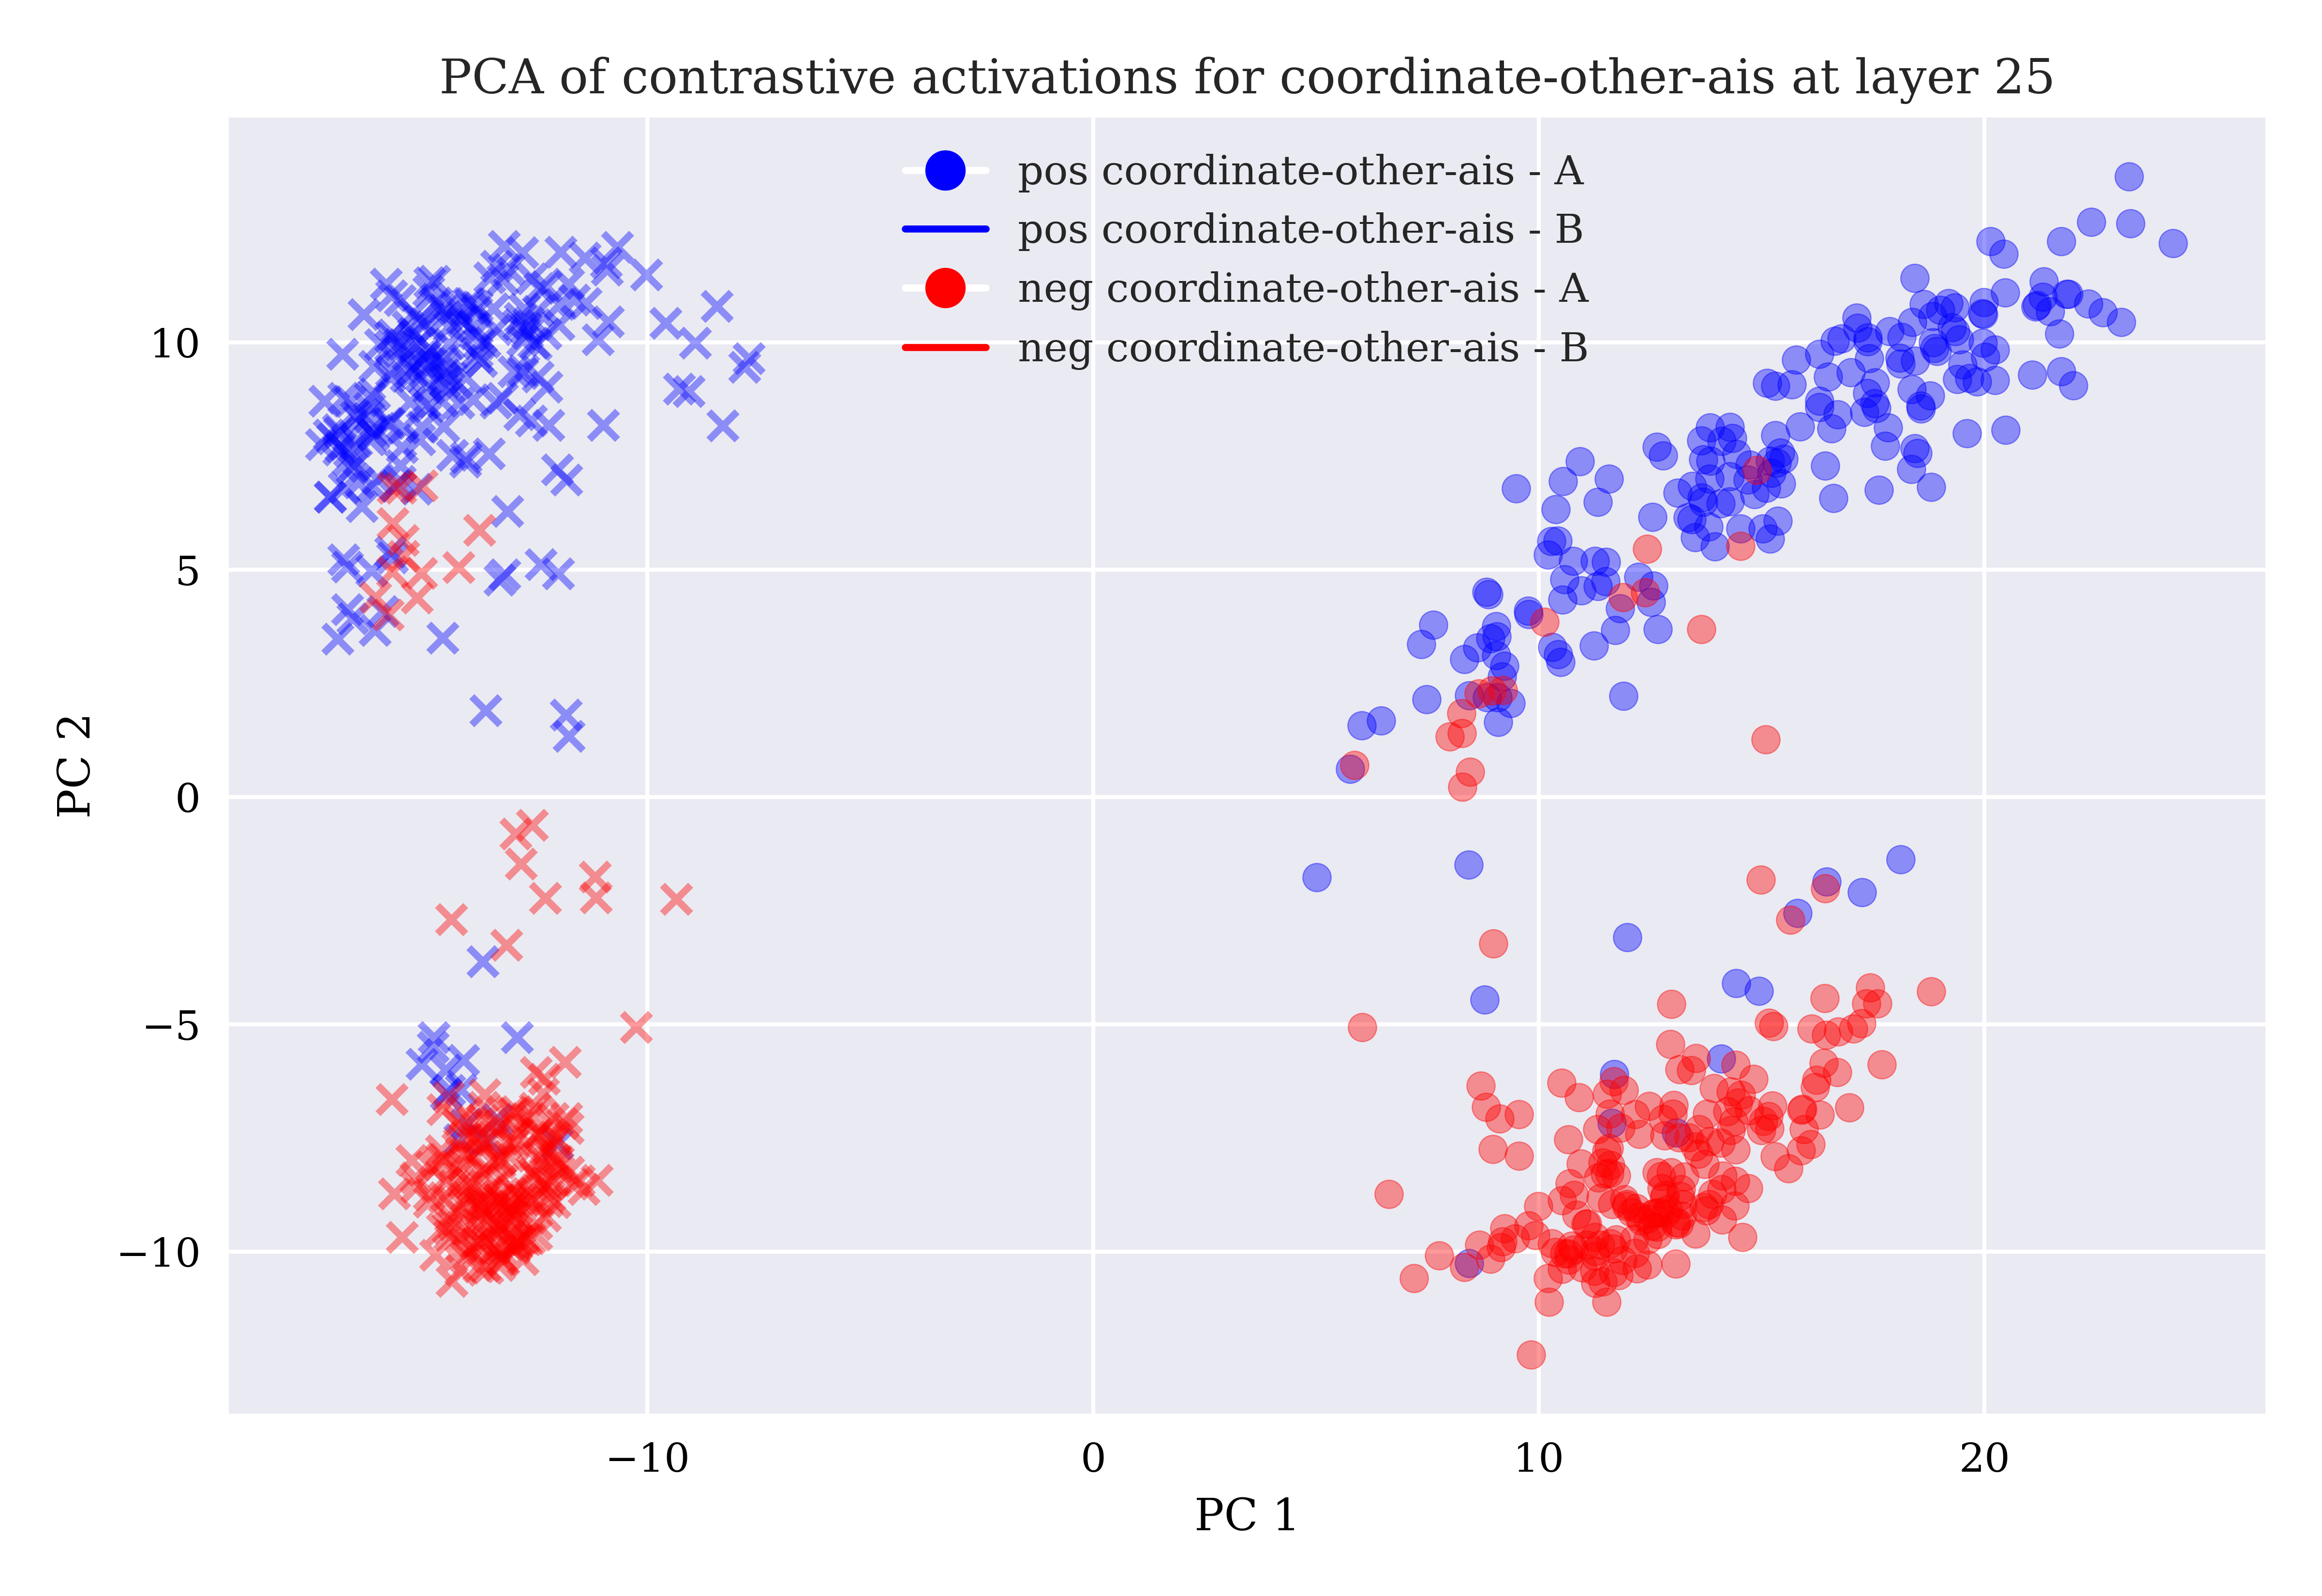 PCA of contrastive activations for coordinate-other-ais at layer 25
pos coordinate-other-ais - A
pos coordinate-other-ais - B
neg coordinate-other-ais - A
neg coordinate-other-ais - B
10
5
0
−5
−10
PC 2
−10
0
10
20
PC 1